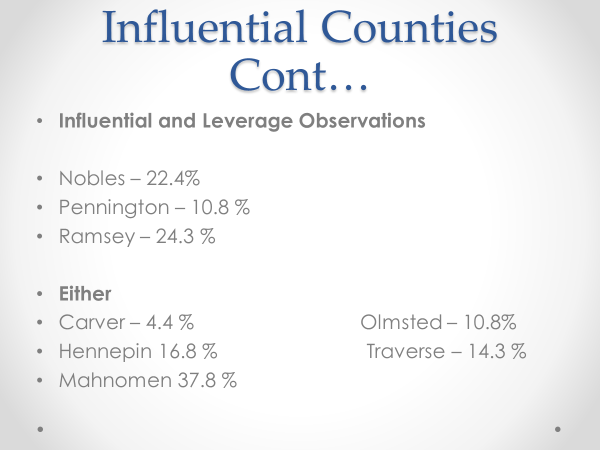 Influential Counties
Cont…
• Influential and Leverage Observations
• Nobles – 22.4%
• Pennington – 10.8 %
• Ramsey – 24.3 %
• Either
• Carver – 4.4 % Olmsted – 10.8%
• Hennepin 16.8 % Traverse – 14.3 %
• Mahnomen 37.8 %